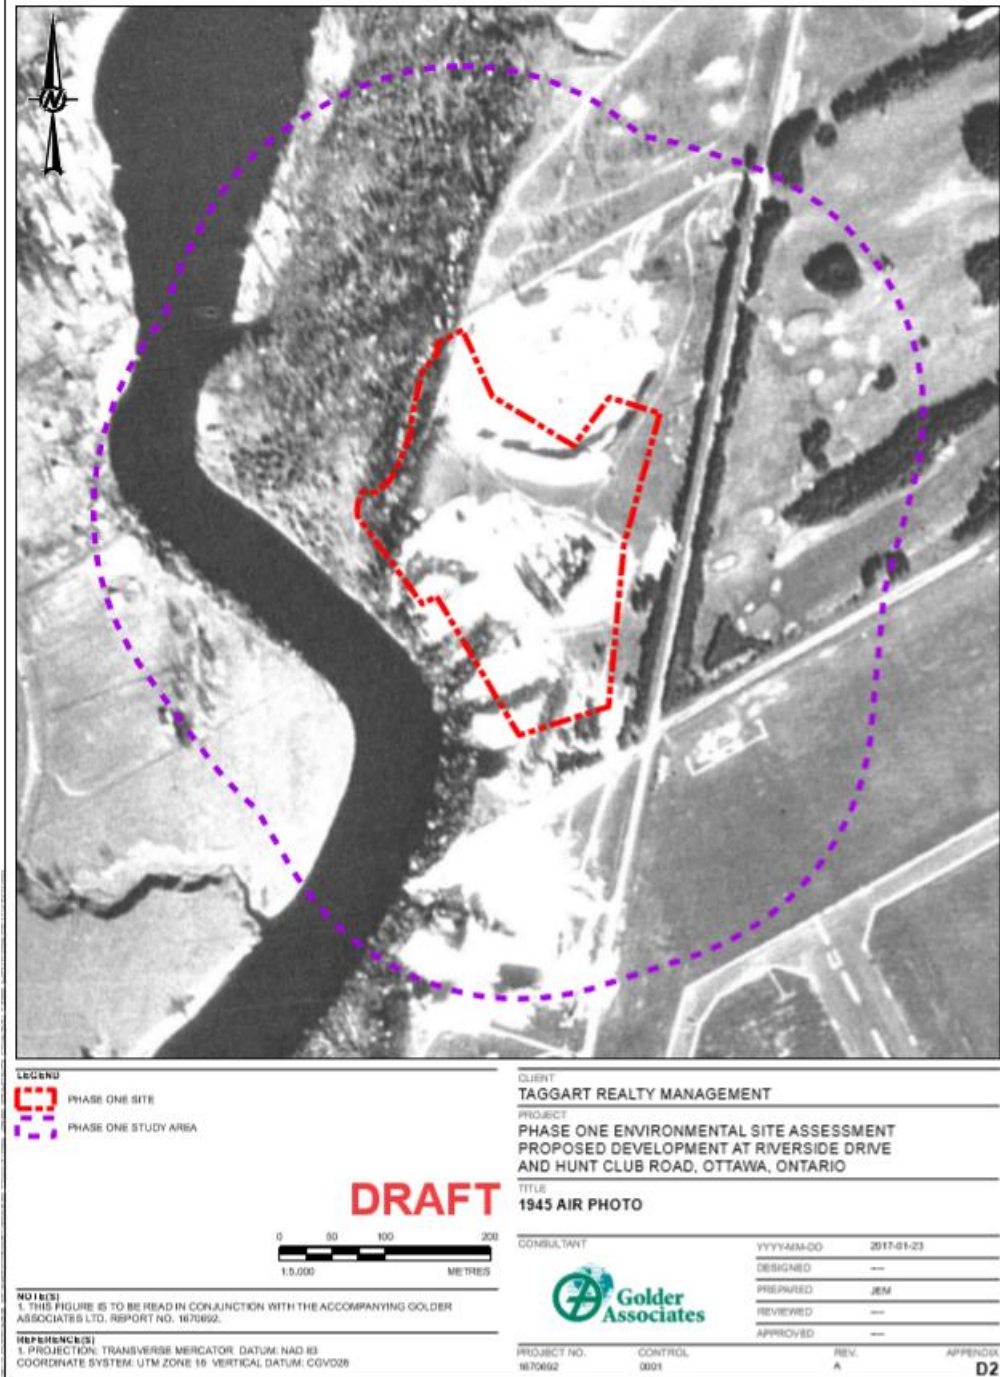 N
LEGEND
PHASE ONE SITE
PHASE ONE STUDY AREA
DRAFT
0 50 100 200
1:5,000 METRES
NOTE(S)
1. THIS FIGURE IS TO BE READ IN CONJUNCTION WITH THE ACCOMPANYING GOLDER
ASSOCIATES LTD. REPORT NO. 1670692.
REFERENCE(S)
1. PROJECTION: TRANSVERSE MERCATOR DATUM: NAD 83
COORDINATE SYSTEM: UTM ZONE 18 VERTICAL DATUM: CGVD28
CLIENT
TAGGART REALTY MANAGEMENT
PROJECT
PHASE ONE ENVIRONMENTAL SITE ASSESSMENT
PROPOSED DEVELOPMENT AT RIVERSIDE DRIVE
AND HUNT CLUB ROAD, OTTAWA, ONTARIO
TITLE
1945 AIR PHOTO
CONSULTANT
Golder
Associates
YYYY-MM-DD 2017-01-23
DESIGNED ---
PREPARED JEM
REVIEWED ---
APPROVED ---
PROJECT NO. CONTROL REV. APPENDIX
1670692 0001 A D2